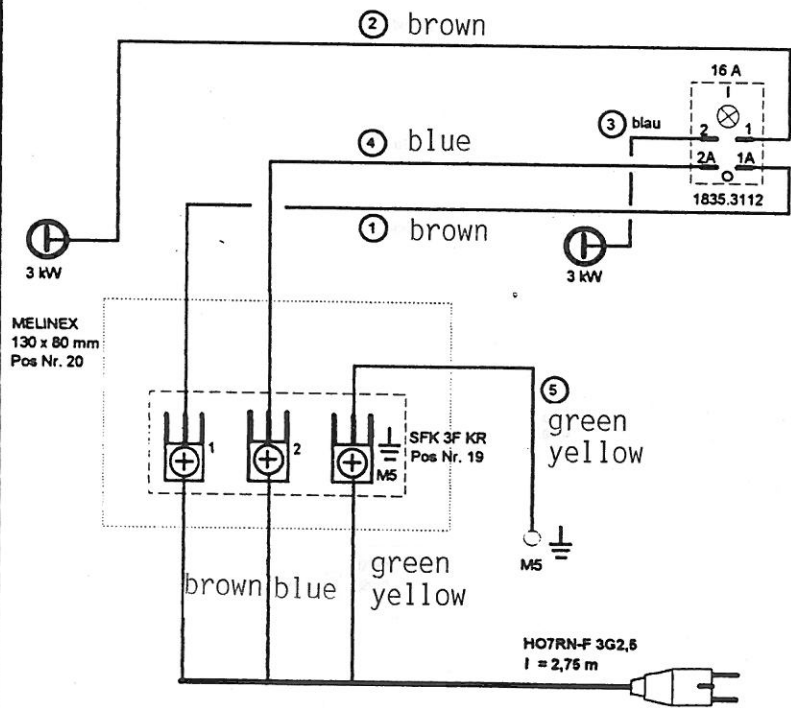 2 brown
16 A
I
3 blau
2 1
4 blue
2A 1A
O
1835.3112
1 brown
3 kW
3 kW
MELINEX
130 x 80 mm
Pos Nr. 20
5
green
yellow
1
2
SFK 3F KR
Pos Nr. 19
M5
M5
brown blue
green
yellow
HO7RN-F 3G2,5
l = 2,75 m